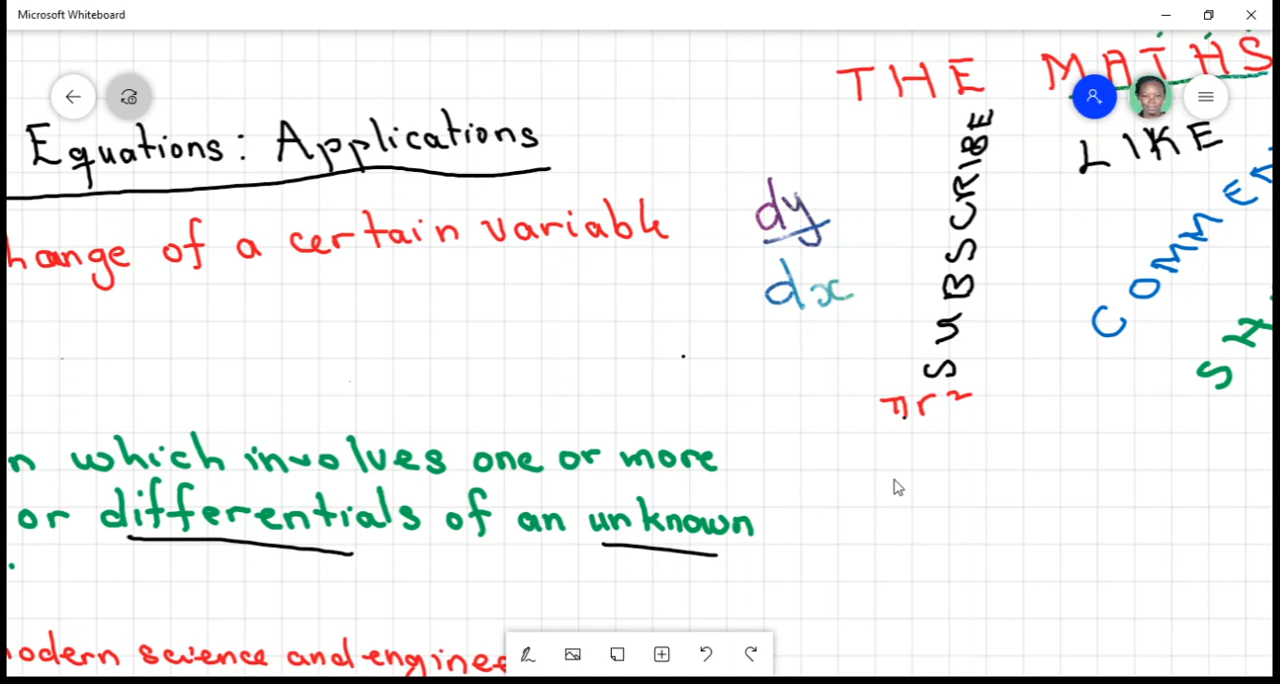 Microsoft Whiteboard
THE MATHS
Equations: Applications
LIKE
SUBSCRIBE
hange of a certain variable
dy
dx
COMME
πr²
n which involves one or more
or differentials of an unknown
.
odern science and enginee